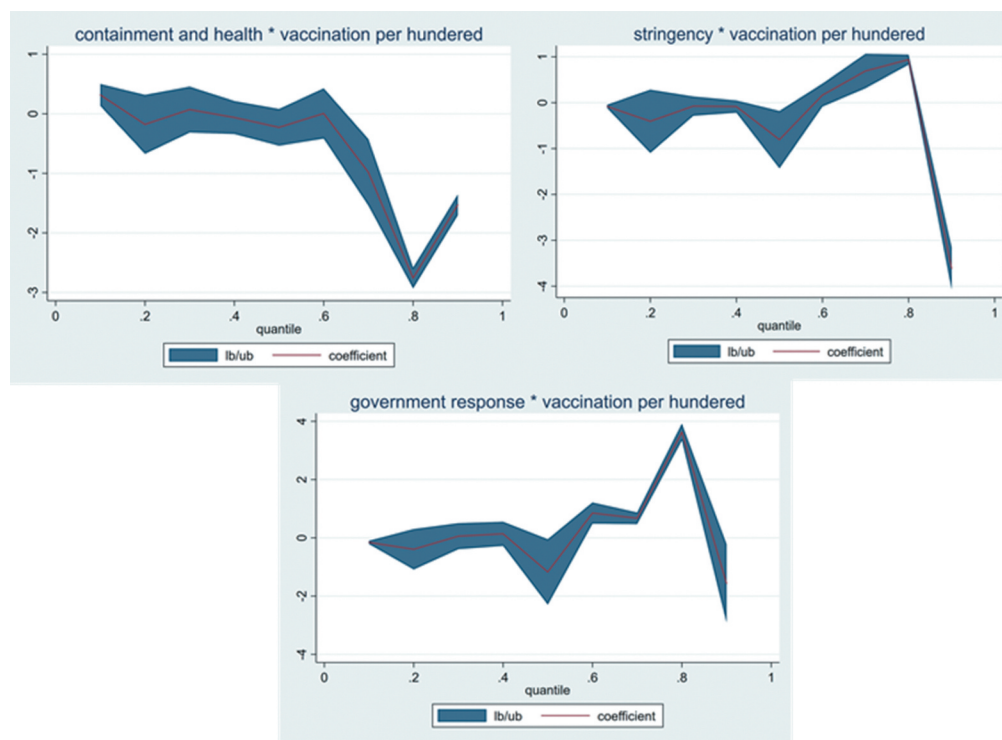 containment and health * vaccination per hundered
1
0
-1
-2
-3
0 .2 .4 .6 .8 1
quantile
lb/ub coefficient
stringency * vaccination per hundered
1
0
-1
-2
-3
-4
0 .2 .4 .6 .8 1
quantile
lb/ub coefficient
government response * vaccination per hundered
4
2
0
-2
-4
0 .2 .4 .6 .8 1
quantile
lb/ub coefficient